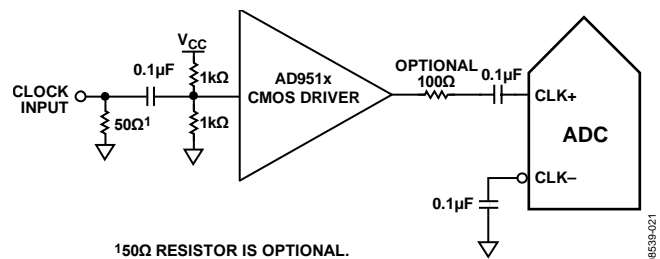 VCC
0.1µF
1kΩ
CLOCK
INPUT
50Ω1
1kΩ
AD951x
CMOS DRIVER
OPTIONAL
100Ω
0.1µF
CLK+
ADC
CLK–
0.1µF
150Ω RESISTOR IS OPTIONAL.
08539-021